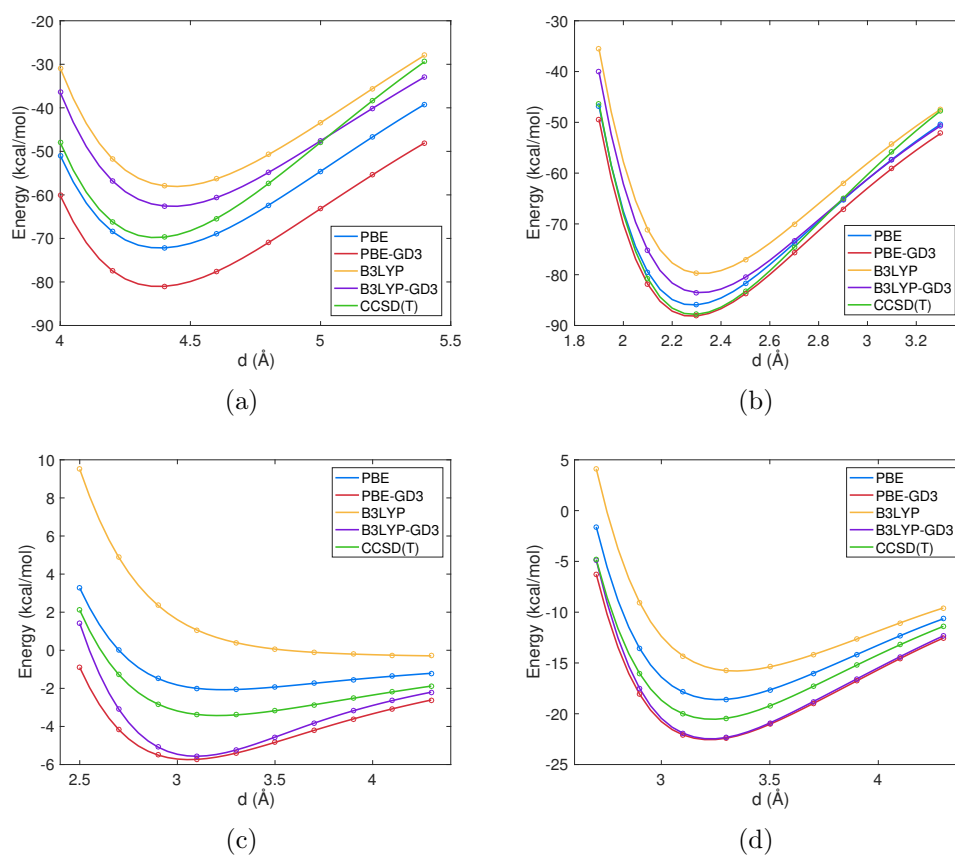 -20
-30
-40
-50
-60
-70
-80
-90
4
4.5
5
5.5
Energy (kcal/mol)
d (Å)
PBE
PBE-GD3
B3LYP
B3LYP-GD3
CCSD(T)
(a)
-40
-50
-60
-70
-80
-90
1.8
2
2.2
2.4
2.6
2.8
3
3.2
Energy (kcal/mol)
d (Å)
PBE
PBE-GD3
B3LYP
B3LYP-GD3
CCSD(T)
(b)
10
8
6
4
2
0
-2
-4
-6
2.5
3
3.5
4
Energy (kcal/mol)
d (Å)
PBE
PBE-GD3
B3LYP
B3LYP-GD3
CCSD(T)
(c)
5
0
-5
-10
-15
-20
-25
3
3.5
4
Energy (kcal/mol)
d (Å)
PBE
PBE-GD3
B3LYP
B3LYP-GD3
CCSD(T)
(d)